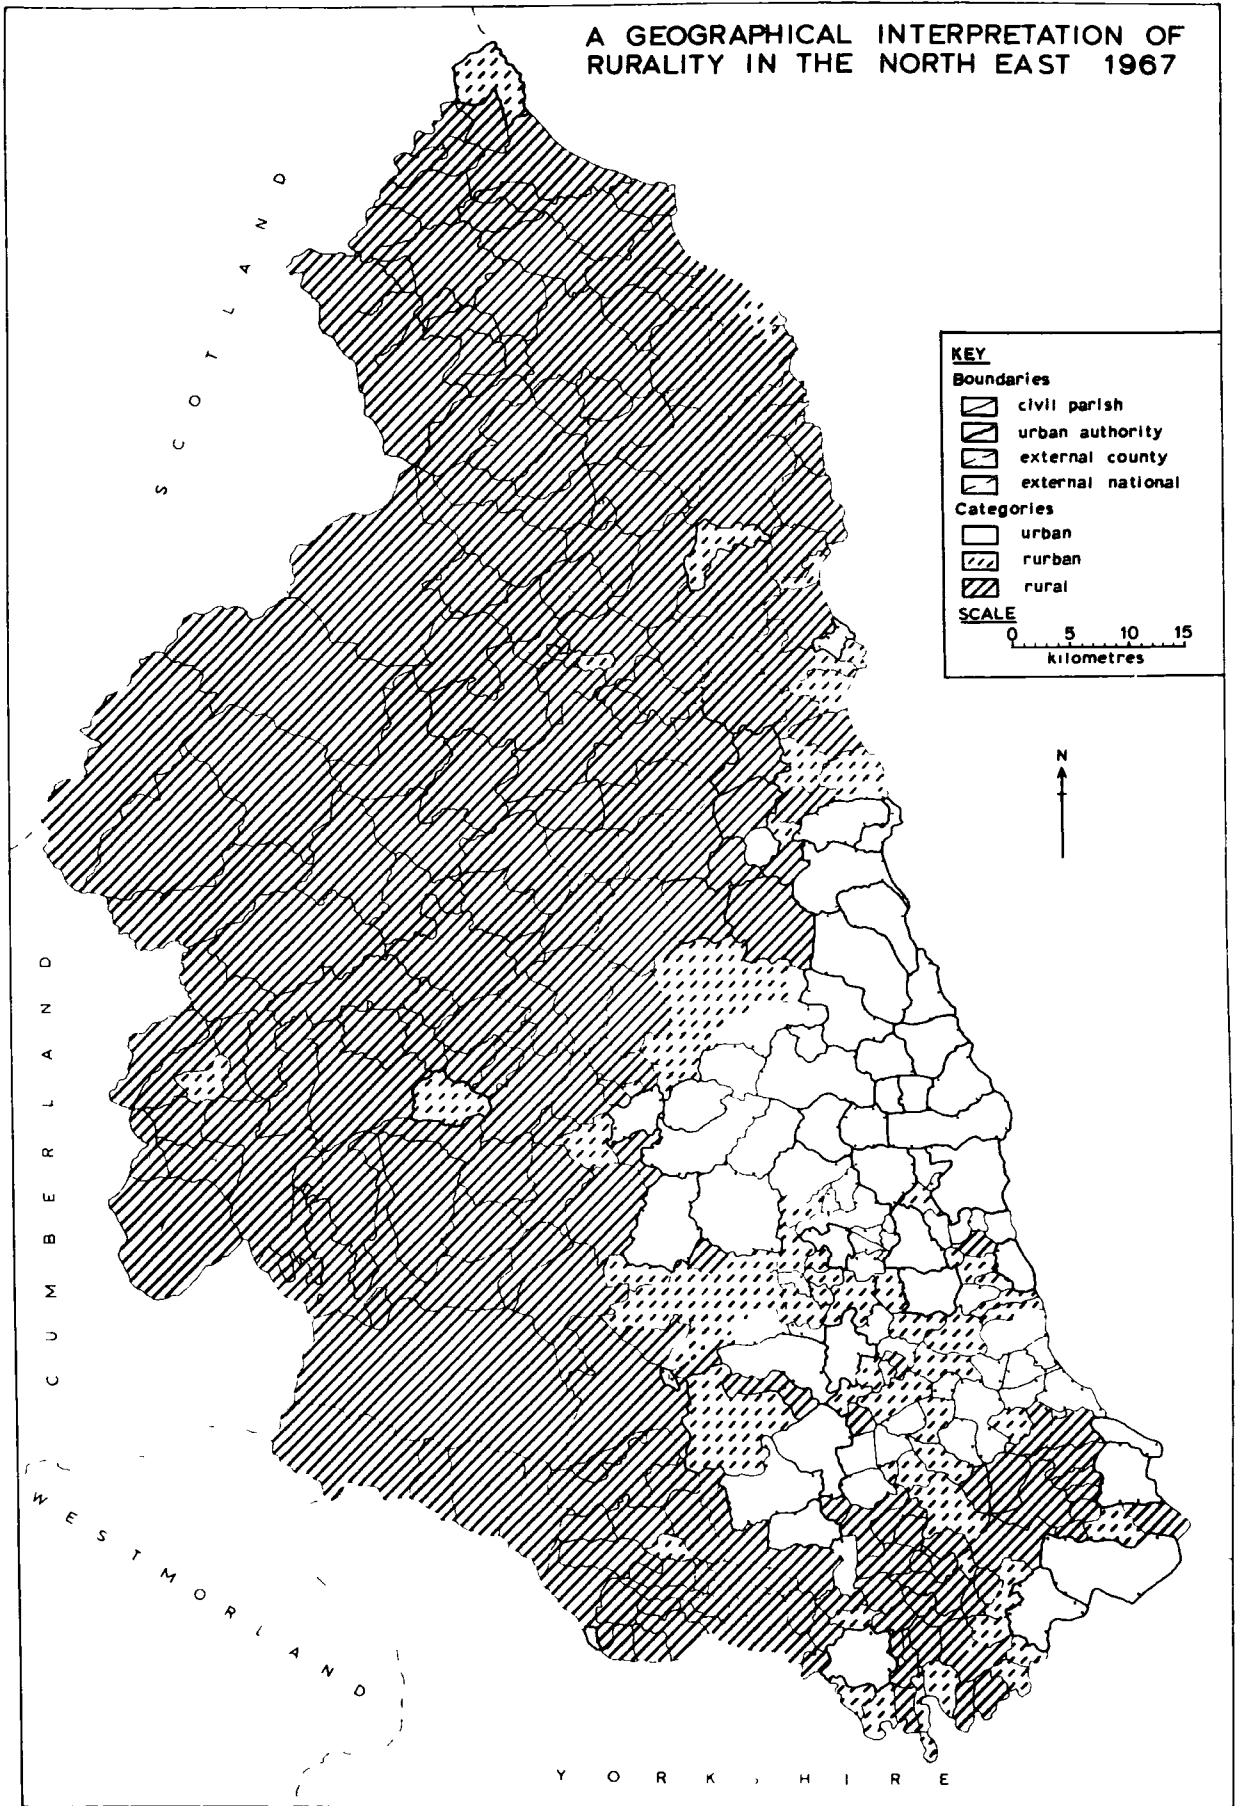 A GEOGRAPHICAL INTERPRETATION OF
RURALITY IN THE NORTH EAST 1967
SCOTLAND
KEY
Boundaries
civil parish
urban authority
external county
external national
Categories
urban
rurban
rural
SCALE
0 5 10 15
kilometres
N
CUMBERLAND
WESTMORLAND
YORKSHIRE